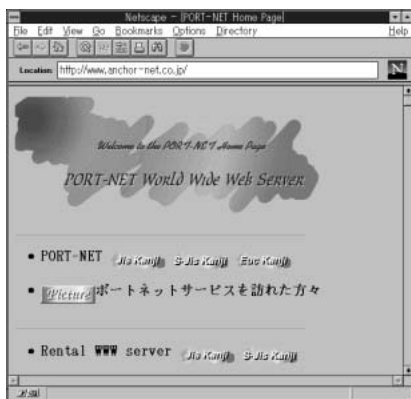 Netscape - [PORT-NET Home Page]
File Edit View Go Bookmarks Options Directory Help
Location: http://www.anchor-net.co.jp/ N
Welcome to the PORT-NET Home Page
PORT-NET World Wide Web Server
• PORT-NET Jis Kanji S-Jis Kanji Euc Kanji
• Picture ポートネットサービスを訪れた方々
• Rental WWW server Jis Kanji S-Jis Kanji